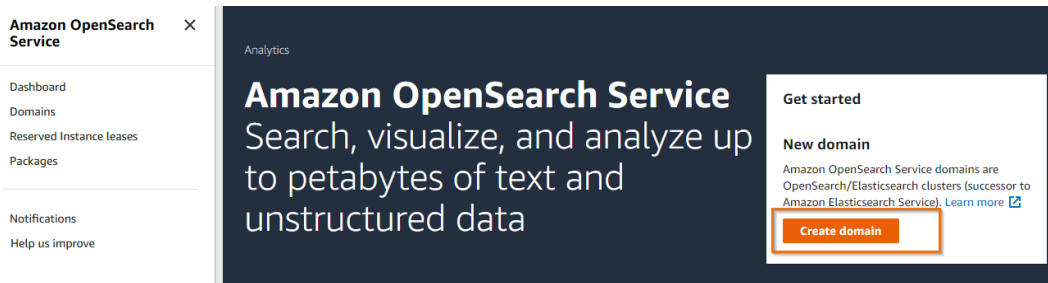 Amazon OpenSearch
Service
Dashboard
Domains
Reserved Instance leases
Packages
Notifications
Help us improve
Analytics
Amazon OpenSearch Service
Search, visualize, and analyze up
to petabytes of text and
unstructured data
Get started
New domain
Amazon OpenSearch Service domains are
OpenSearch/Elasticsearch clusters (successor to
Amazon Elasticsearch Service). Learn more
Create domain